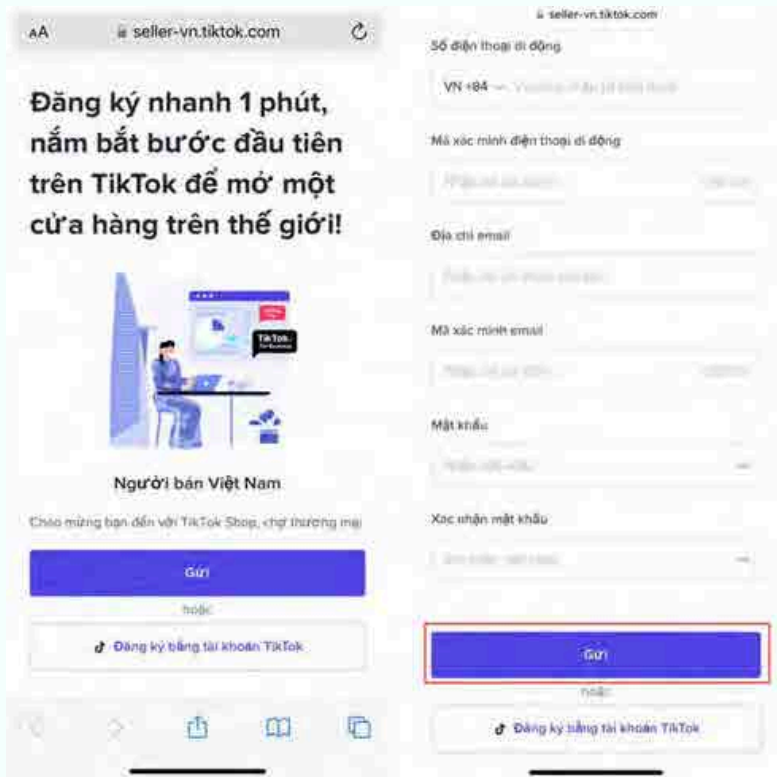 AA seller-vn.tiktok.com
Đăng ký nhanh 1 phút,
nắm bắt bước đầu tiên
trên TikTok để mở một
cửa hàng trên thế giới!
TikTok
Người bán Việt Nam
Chào mừng bạn đến với TikTok Shop, chợ thương mại
Gửi
hoặc
Đăng ký bằng tài khoản TikTok
seller-vn.tiktok.com
Số điện thoại di động
VN +84
Mã xác minh điện thoại di động
Địa chỉ email
Mã xác minh email
Mật khẩu
Xác nhận mật khẩu
Gửi
hoặc
Đăng ký bằng tài khoản TikTok